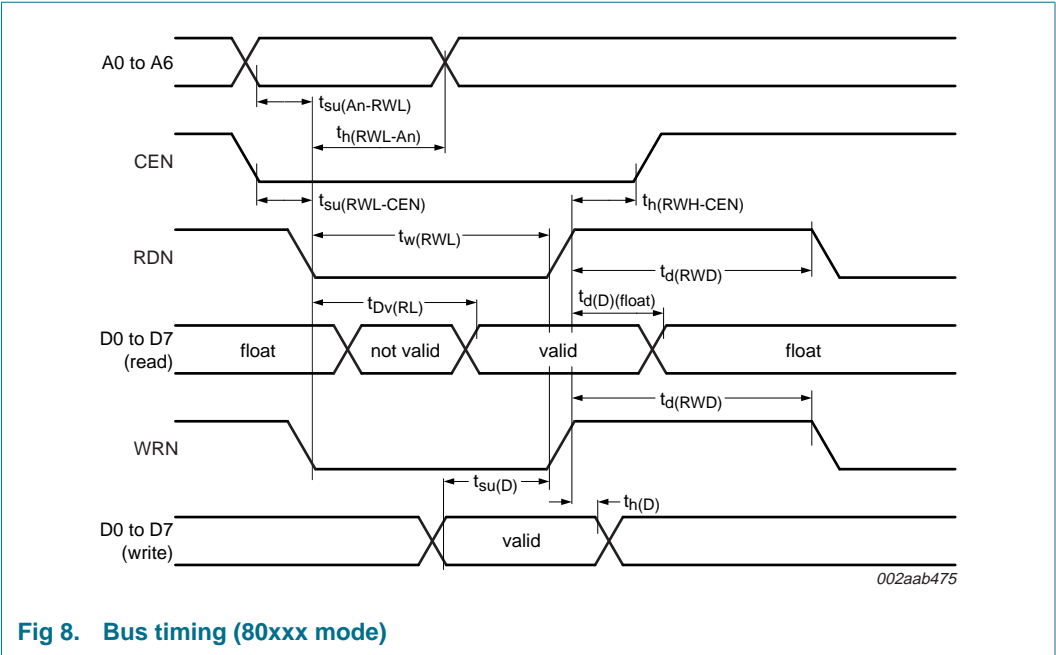 A0 to A6
tsu(An-RWL)
th(RWL-An)
CEN
tsu(RWL-CEN)
th(RWH-CEN)
tw(RWL)
RDN
td(RWD)
tDv(RL)
td(D)(float)
D0 to D7
(read)
float
not valid
valid
float
td(RWD)
WRN
tsu(D)
th(D)
D0 to D7
(write)
valid
002aab475
Fig 8. Bus timing (80xxx mode)